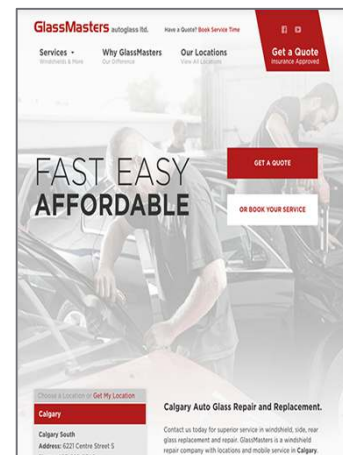 GlassMasters autoglass ltd.
Have a Quote? Book Service Time
Services
Windshields & More
Why GlassMasters
Our Difference
Our Locations
View All Locations
Get a Quote
Insurance Approved
FAST EASY
AFFORDABLE
GET A QUOTE
OR BOOK YOUR SERVICE
Choose a Location or Get My Location
Calgary
Calgary South
Address: 6221 Centre Street S
Calgary Auto Glass Repair and Replacement.
Contact us today for superior service in windshield, side, rear
glass replacement and repair. GlassMasters is a windshield
repair company with locations and mobile service in Calgary.